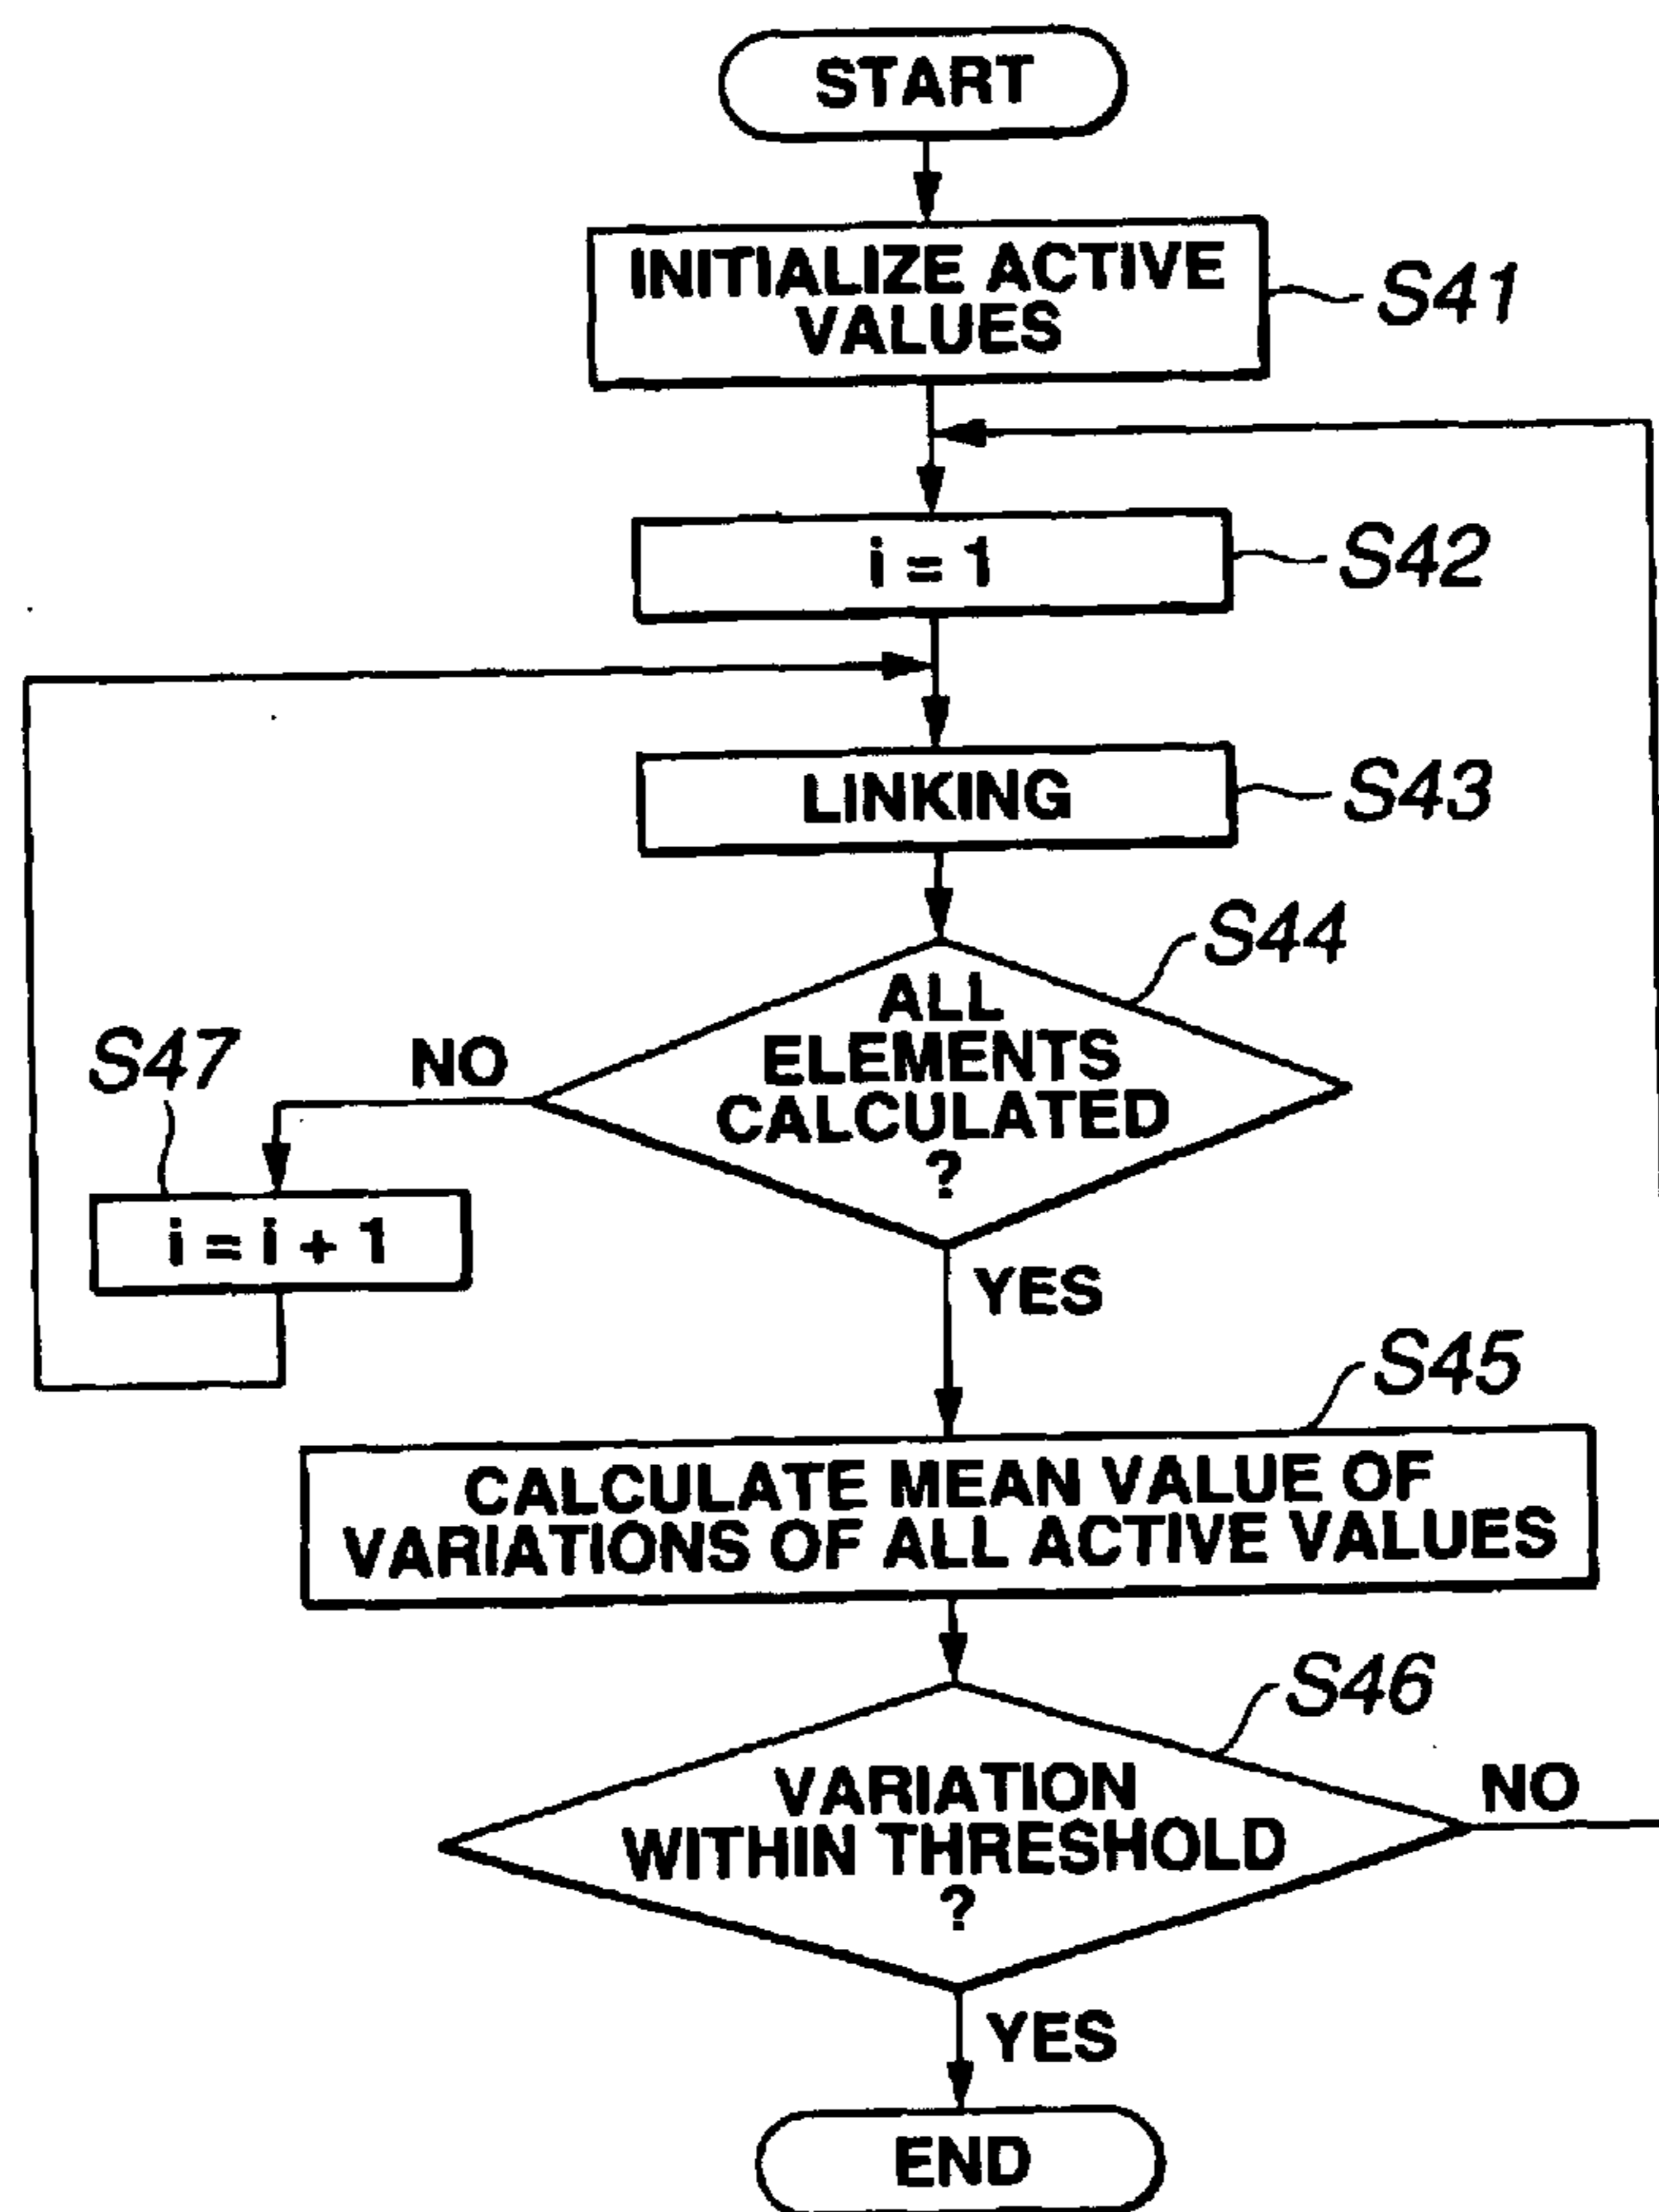 START
INITIALIZE ACTIVE
VALUES
S41
i = 1
S42
LINKING
S43
S44
ALL
ELEMENTS
CALCULATED
?
NO
S47
i = i + 1
YES
S45
CALCULATE MEAN VALUE OF
VARIATIONS OF ALL ACTIVE VALUES
S46
VARIATION
WITHIN THRESHOLD
?
NO
YES
END